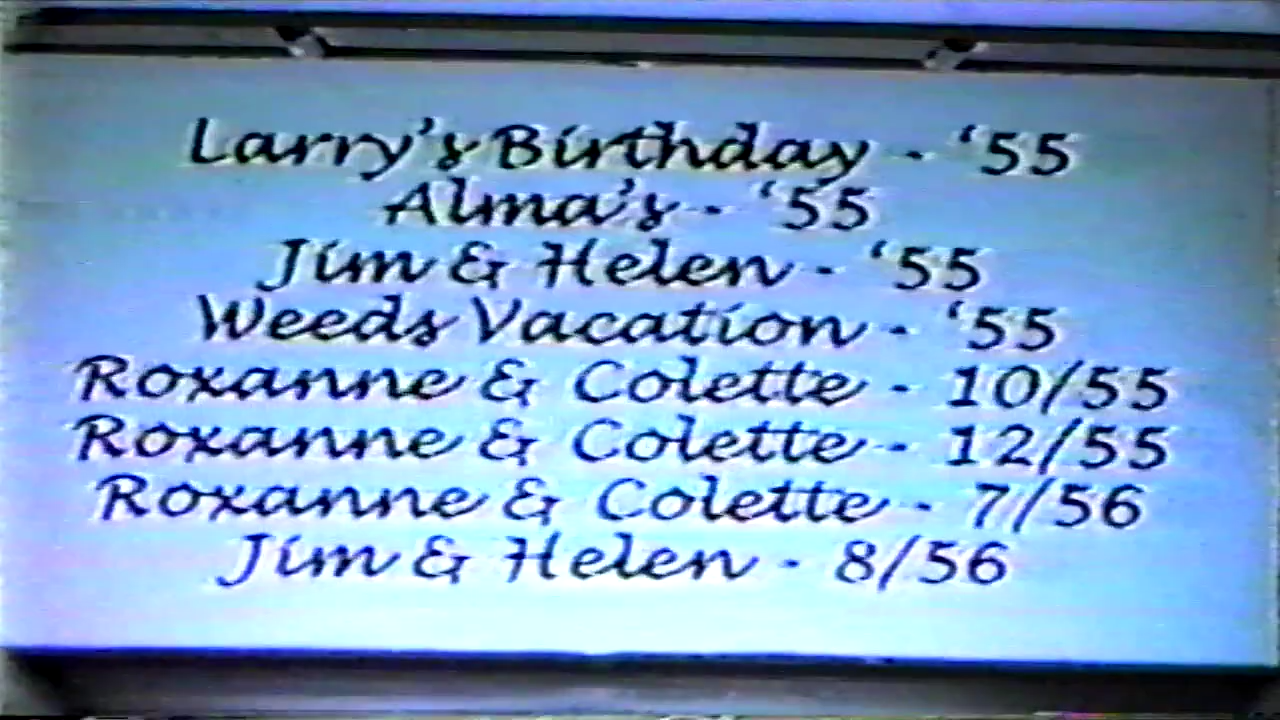 Larry's Birthday - '55
Alma's - '55
Jim & Helen - '55
Weeds Vacation - '55
Roxanne & Colette - 10/55
Roxanne & Colette - 12/55
Roxanne & Colette - 7/56
Jim & Helen - 8/56